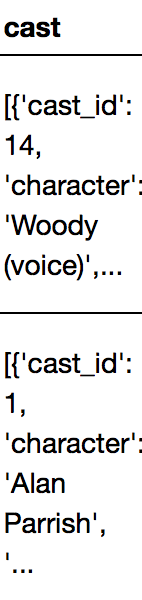 cast
[{'cast_id':
14,
'character':
'Woody
(voice)',...
[{'cast_id':
1,
'character':
'Alan
Parrish',
'...